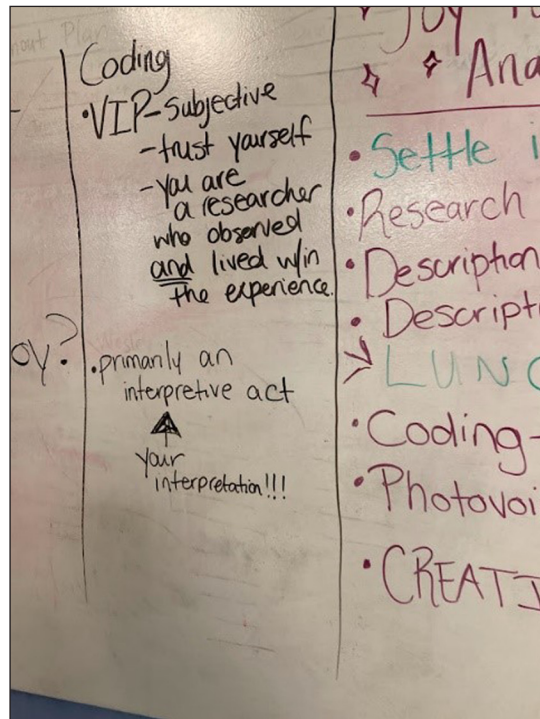 Coding
•VIP-subjective
-trust yourself
-you are
a researcher
who observed
and lived w/in
the experience.
•primarily an
interpretive act
your
interpretation!!!
oy?
Joy
Ana
•Settle i
•Research
•Description
•Descript
LUNC
•Coding-
•Photovoi
•CREATI